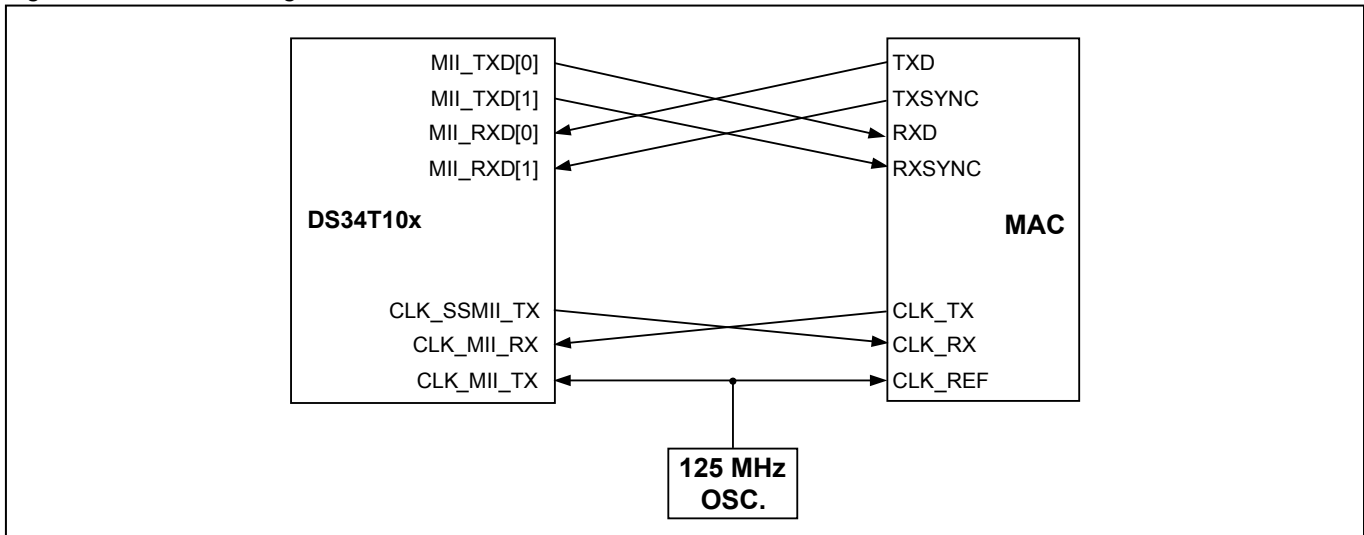 MII_TXD[0]
MII_TXD[1]
MII_RXD[0]
MII_RXD[1]
DS34T10x
CLK_SSMII_TX
CLK_MII_RX
CLK_MII_TX
TXD
TXSYNC
RXD
RXSYNC
MAC
CLK_TX
CLK_RX
CLK_REF
125 MHz
OSC.